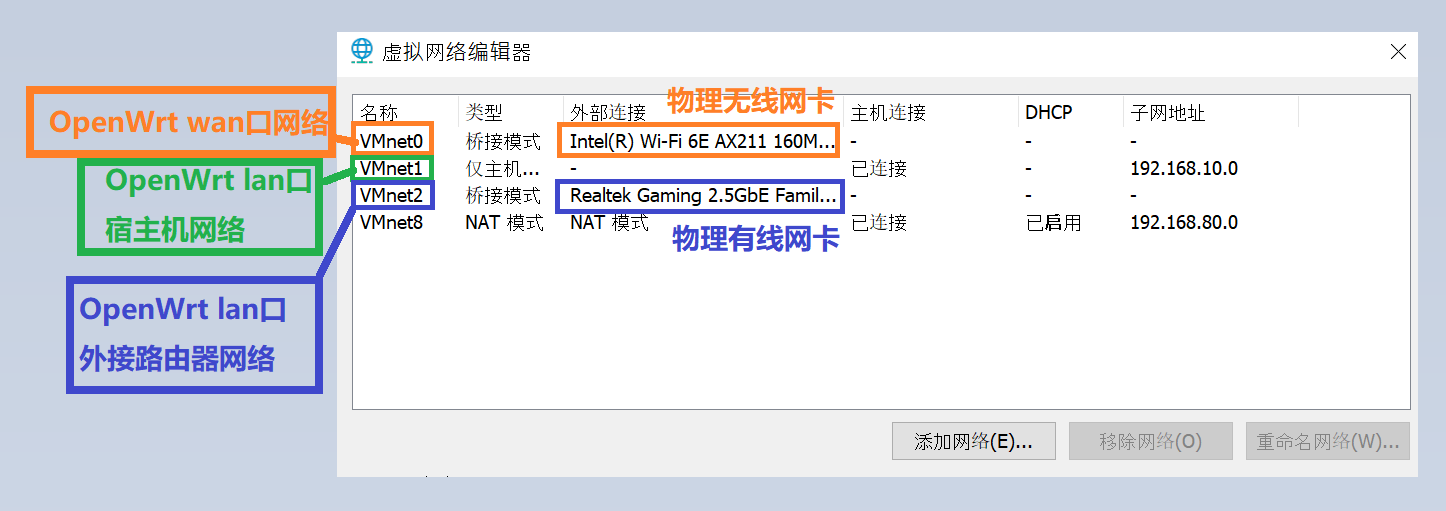 虚拟网络编辑器
物理无线网卡
名称 类型 外部连接 主机连接 DHCP 子网地址
OpenWrt wan口网络
VMnet0 桥接模式 Intel(R) Wi-Fi 6E AX211 160M... - - -
VMnet1 仅主机... - 已连接 - 192.168.10.0
OpenWrt lan口
宿主机网络
VMnet2 桥接模式 Realtek Gaming 2.5GbE Famil... - - -
VMnet8 NAT 模式 NAT 模式 已连接 已启用 192.168.80.0
物理有线网卡
OpenWrt lan口
外接路由器网络
添加网络(E)... 移除网络(O) 重命名网络(W)...